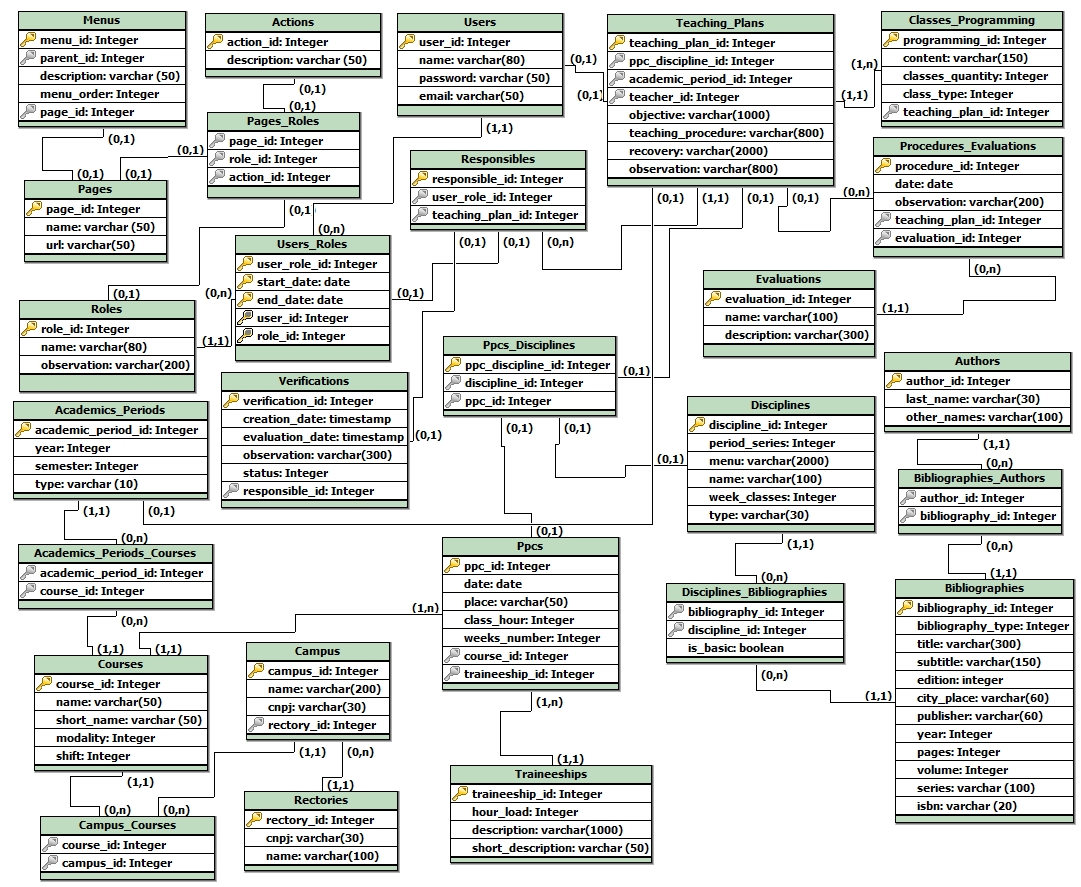 Menus
menu_id: Integer
parent_id: Integer
description: varchar (50)
menu_order: Integer
page_id: Integer
(0,1)
(0,1)
Actions
action_id: Integer
description: varchar (50)
(0,1)
(0,1)
Pages_Roles
page_id: Integer
role_id: Integer
action_id: Integer
(0,1)
(0,1)
(0,1)
Pages
page_id: Integer
name: varchar (50)
url: varchar(50)
Users
user_id: Integer
name: varchar(80)
password: varchar (50)
email: varchar(50)
(0,1)
(0,1)
(1,1)
(0,n)
Teaching_Plans
teaching_plan_id: Integer
ppc_discipline_id: Integer
academic_period_id: Integer
teacher_id: Integer
objective: varchar(1000)
teaching_procedure: varchar(800)
recovery: varchar(2000)
observation: varchar(800)
(1,n)
(1,1)
(0,1)
(1,1)
(0,1)
(0,1)
(0,n)
Classes_Programming
programming_id: Integer
content: varchar(150)
classes_quantity: Integer
class_type: Integer
teaching_plan_id: Integer
Procedures_Evaluations
procedure_id: Integer
date: date
observation: varchar(200)
teaching_plan_id: Integer
evaluation_id: Integer
(0,n)
(1,1)
Responsibles
responsible_id: Integer
user_role_id: Integer
teaching_plan_id: Integer
(0,1)
(0,1)
(0,n)
Users_Roles
user_role_id: Integer
start_date: date
end_date: date
user_id: Integer
role_id: Integer
(0,1)
(0,n)
(1,1)
(0,1)
Roles
role_id: Integer
name: varchar(80)
observation: varchar(200)
Evaluations
evaluation_id: Integer
name: varchar(100)
description: varchar(300)
Ppcs_Disciplines
ppc_discipline_id: Integer
discipline_id: Integer
ppc_id: Integer
(0,1)
(0,1)
(0,1)
(0,1)
(0,1)
Verifications
verification_id: Integer
creation_date: timestamp
evaluation_date: timestamp
observation: varchar(300)
status: Integer
responsible_id: Integer
(0,1)
Authors
author_id: Integer
last_name: varchar(30)
other_names: varchar(100)
(1,1)
(0,n)
Disciplines
discipline_id: Integer
period_series: Integer
menu: varchar(2000)
name: varchar(100)
week_classes: Integer
type: varchar(30)
(1,1)
(0,n)
Academics_Periods
academic_period_id: Integer
year: Integer
semester: Integer
type: varchar (10)
(1,1)
(0,1)
(0,n)
Bibliographies_Authors
author_id: Integer
bibliography_id: Integer
(0,n)
(1,1)
Academics_Periods_Courses
academic_period_id: Integer
course_id: Integer
(0,n)
(1,1)
(1,1)
(1,n)
Ppcs
ppc_id: Integer
date: date
place: varchar(50)
class_hour: Integer
weeks_number: Integer
course_id: Integer
traineeship_id: Integer
(1,n)
(1,1)
Disciplines_Bibliographies
bibliography_id: Integer
discipline_id: Integer
is_basic: boolean
(0,n)
(1,1)
Bibliographies
bibliography_id: Integer
bibliography_type: Integer
title: varchar(300)
subtitle: varchar(150)
edition: integer
city_place: varchar(60)
publisher: varchar(60)
year: Integer
pages: Integer
volume: Integer
series: varchar (100)
isbn: varchar (20)
Courses
course_id: Integer
name: varchar(50)
short_name: varchar (50)
modality: Integer
shift: Integer
(1,1)
(0,n)
(0,n)
Campus
campus_id: Integer
name: varchar(200)
cnpj: varchar(30)
rectory_id: Integer
(1,1)
(0,n)
(1,1)
Rectories
rectory_id: Integer
cnpj: varchar(30)
name: varchar(100)
Traineeships
traineeship_id: Integer
hour_load: Integer
description: varchar(1000)
short_description: varchar (50)
Campus_Courses
course_id: Integer
campus_id: Integer